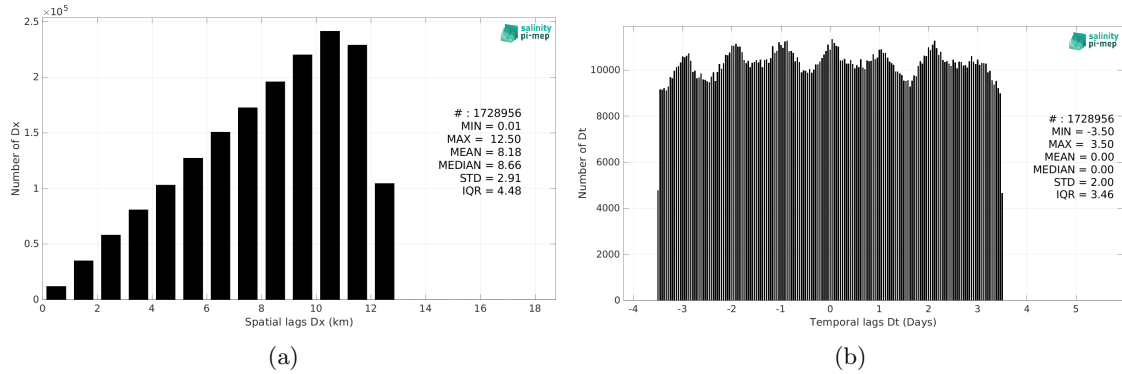 ×10⁵
2.5
2
1.5
1
0.5
0
Number of Dx
0 2 4 6 8 10 12 14 16 18
Spatial lags Dx (km)
salinity
pi-mep
# : 1728956
MIN = 0.01
MAX = 12.50
MEAN = 8.18
MEDIAN = 8.66
STD = 2.91
IQR = 4.48
(a)
10000
8000
6000
4000
2000
0
Number of Dt
-4 -3 -2 -1 0 1 2 3 4 5
Temporal lags Dt (Days)
salinity
pi-mep
# : 1728956
MIN = -3.50
MAX = 3.50
MEAN = 0.00
MEDIAN = 0.00
STD = 2.00
IQR = 3.46
(b)